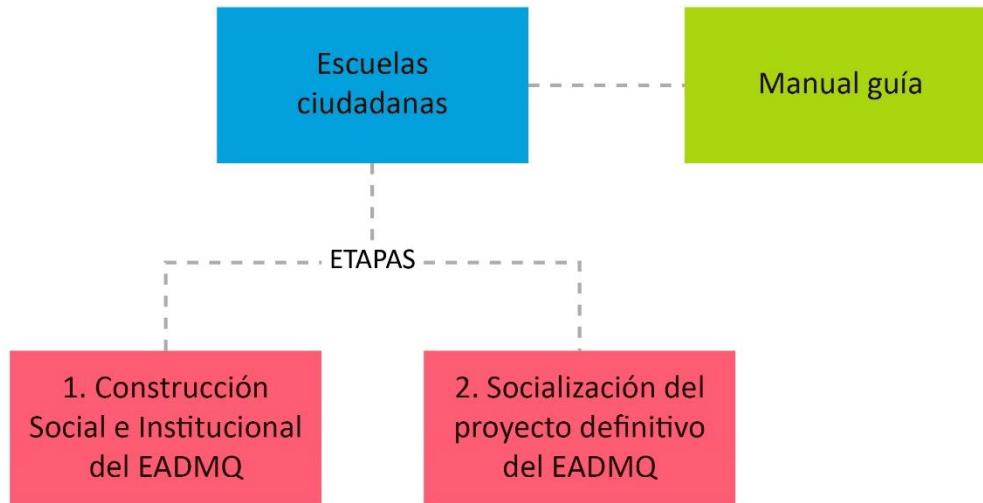 Escuelas
ciudadanas
Manual guía
ETAPAS
1. Construcción
Social e Institucional
del EADMQ
2. Socialización del
proyecto definitivo
del EADMQ